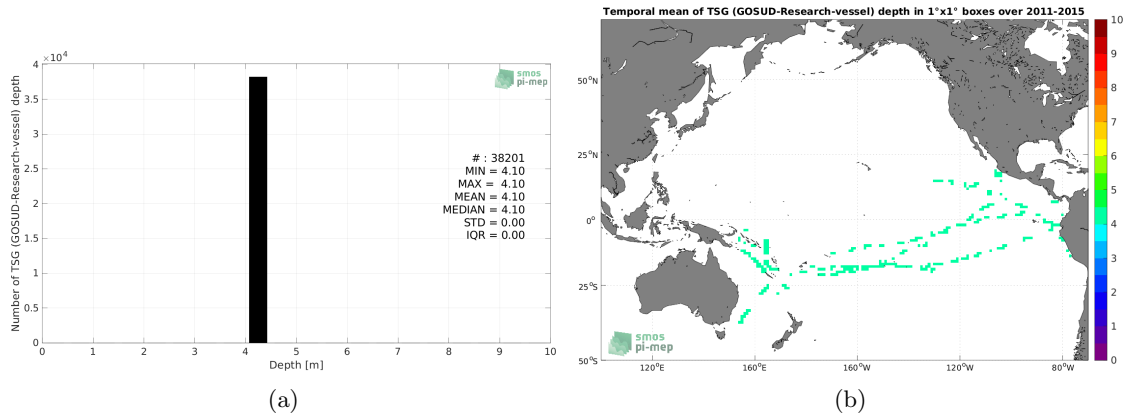 ×10⁴
4
3.5
3
2.5
2
1.5
1
0.5
0
Number of TSG (GOSUD-Research-vessel) depth
smos
pi-mep
# : 38201
MIN = 4.10
MAX = 4.10
MEAN = 4.10
MEDIAN = 4.10
STD = 0.00
IQR = 0.00
0 1 2 3 4 5 6 7 8 9 10
Depth [m]
(a)
Temporal mean of TSG (GOSUD-Research-vessel) depth in 1°x1° boxes over 2011-2015
50°N
25°N
0°
25°S
50°S
smos
pi-mep
120°E 160°E 160°W 120°W 80°W
10
9
8
7
6
5
4
3
2
1
0
(b)